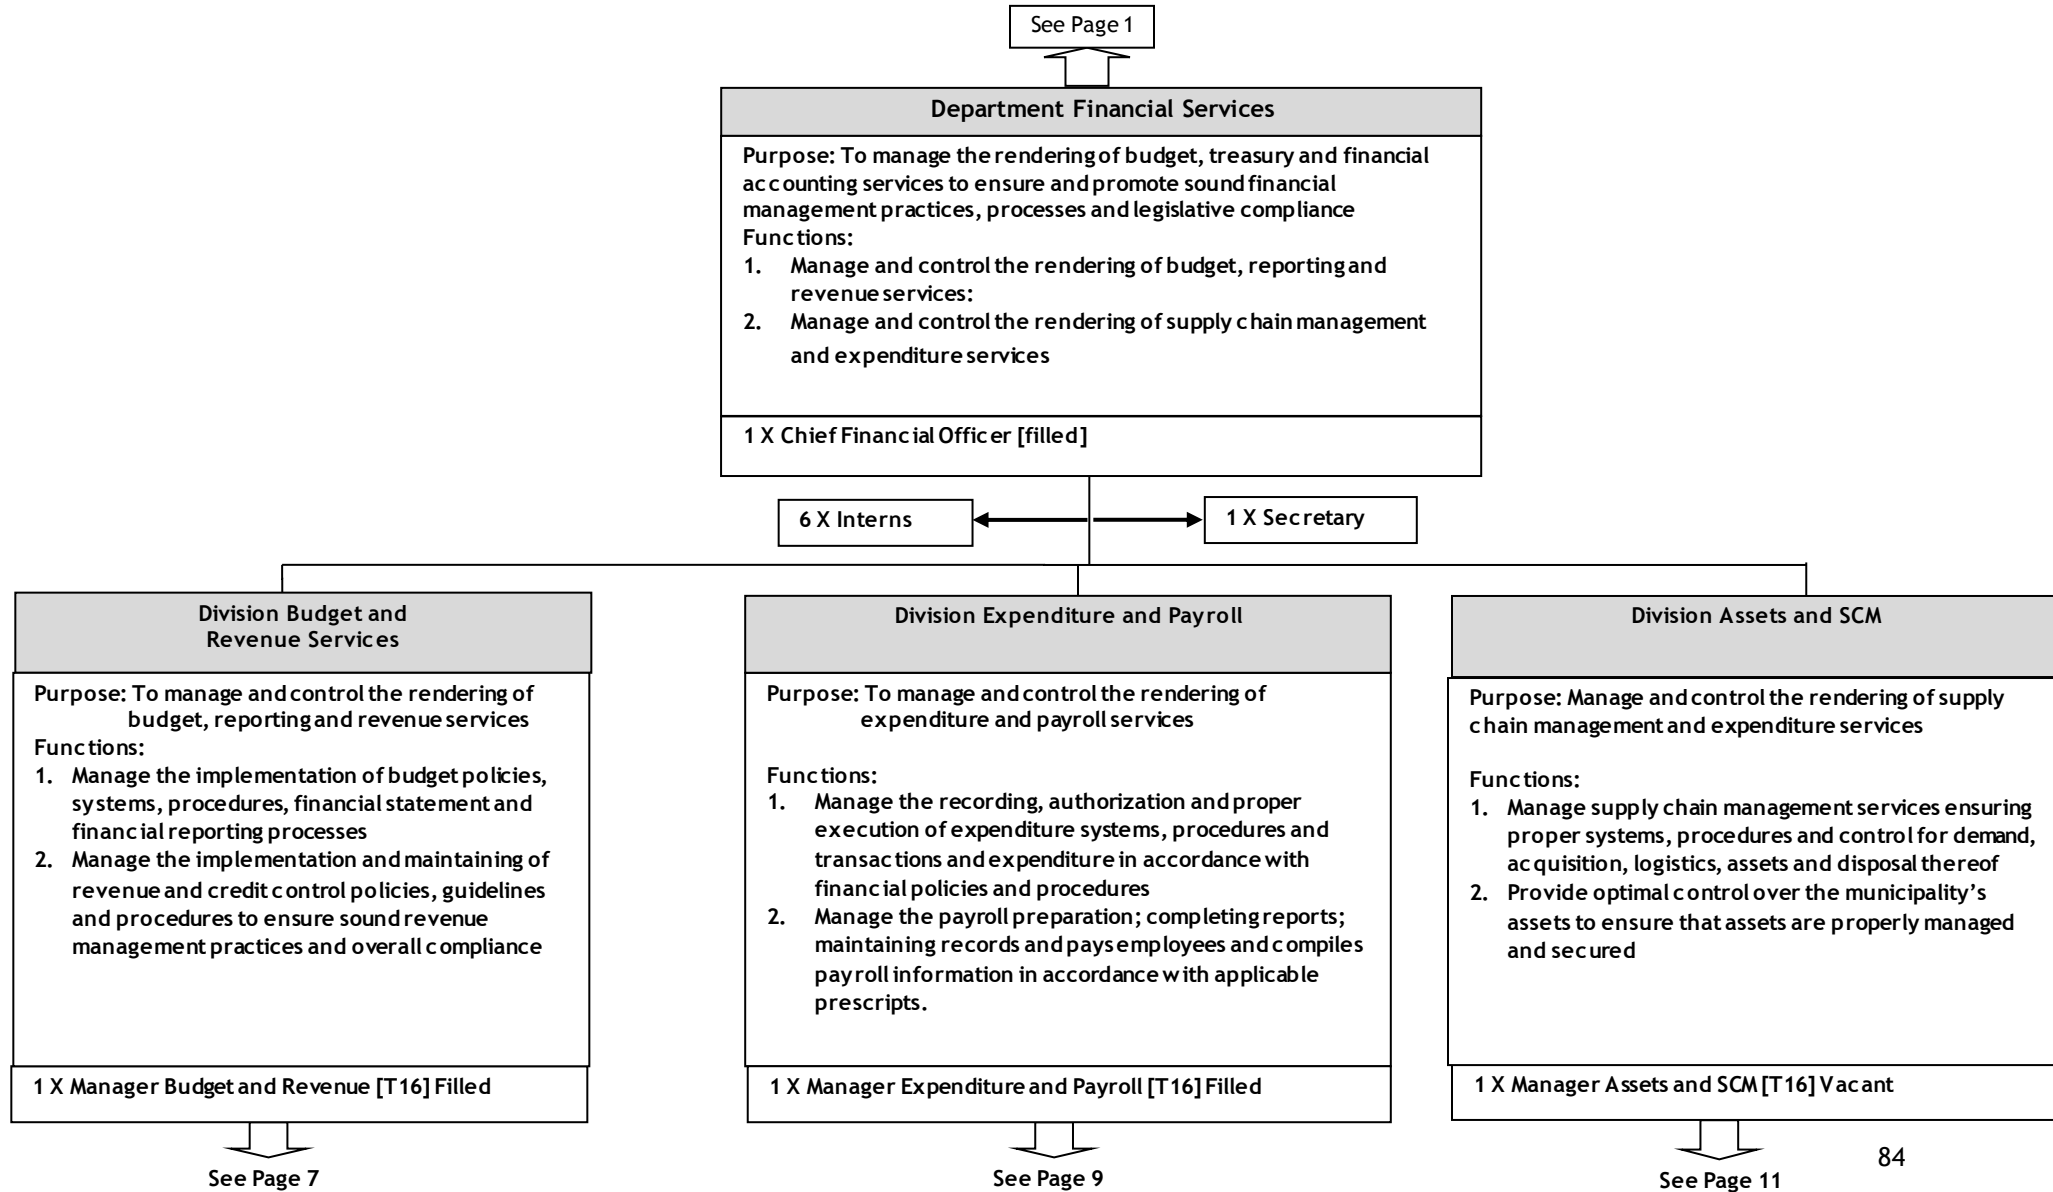 See Page 1
Department Financial Services
Purpose: To manage the rendering of budget, treasury and financial
accounting services to ensure and promote sound financial
management practices, processes and legislative compliance
Functions:
1. Manage and control the rendering of budget, reporting and
revenue services:
2. Manage and control the rendering of supply chain management
and expenditure services
1 X Chief Financial Officer [filled]
6 X Interns
1 X Secretary
Division Budget and
Revenue Services
Purpose: To manage and control the rendering of
budget, reporting and revenue services
Functions:
1. Manage the implementation of budget policies,
systems, procedures, financial statement and
financial reporting processes
2. Manage the implementation and maintaining of
revenue and credit control policies, guidelines
and procedures to ensure sound revenue
management practices and overall compliance
1 X Manager Budget and Revenue [T16] Filled
See Page 7
Division Expenditure and Payroll
Purpose: To manage and control the rendering of
expenditure and payroll services
Functions:
1. Manage the recording, authorization and proper
execution of expenditure systems, procedures and
transactions and expenditure in accordance with
financial policies and procedures
2. Manage the payroll preparation; completing reports;
maintaining records and pays employees and compiles
payroll information in accordance with applicable
prescripts.
1 X Manager Expenditure and Payroll [T16] Filled
See Page 9
Division Assets and SCM
Purpose: Manage and control the rendering of supply
chain management and expenditure services
Functions:
1. Manage supply chain management services ensuring
proper systems, procedures and control for demand,
acquisition, logistics, assets and disposal thereof
2. Provide optimal control over the municipality’s
assets to ensure that assets are properly managed
and secured
1 X Manager Assets and SCM [T16] Vacant
See Page 11
84